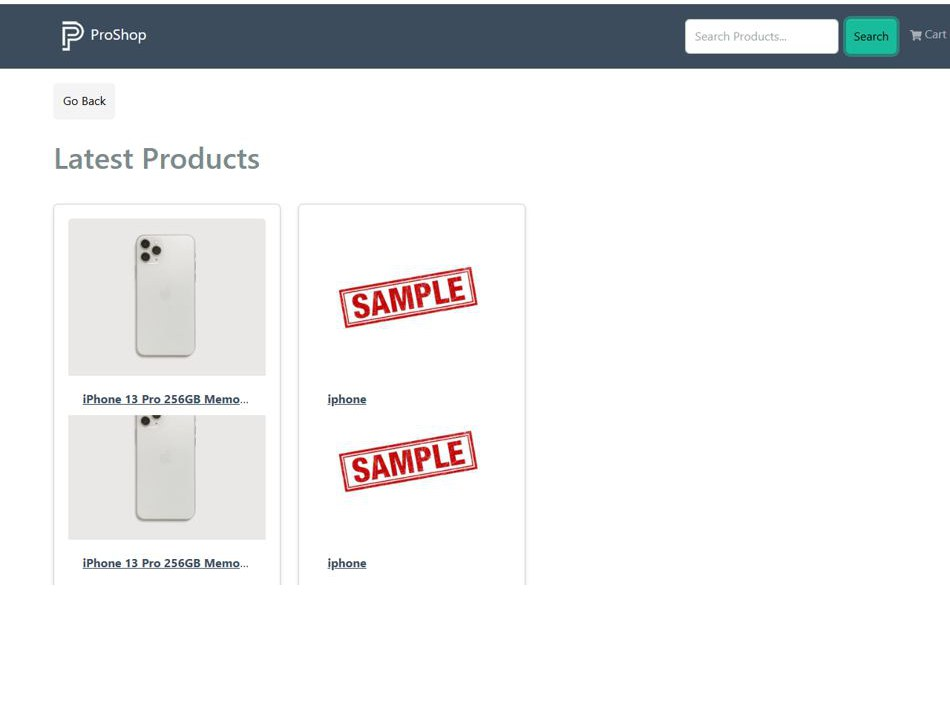 ProShop
Search Products...
Search
Cart
Go Back
Latest Products
SAMPLE
iPhone 13 Pro 256GB Memo...
iphone
SAMPLE
iPhone 13 Pro 256GB Memo...
iphone